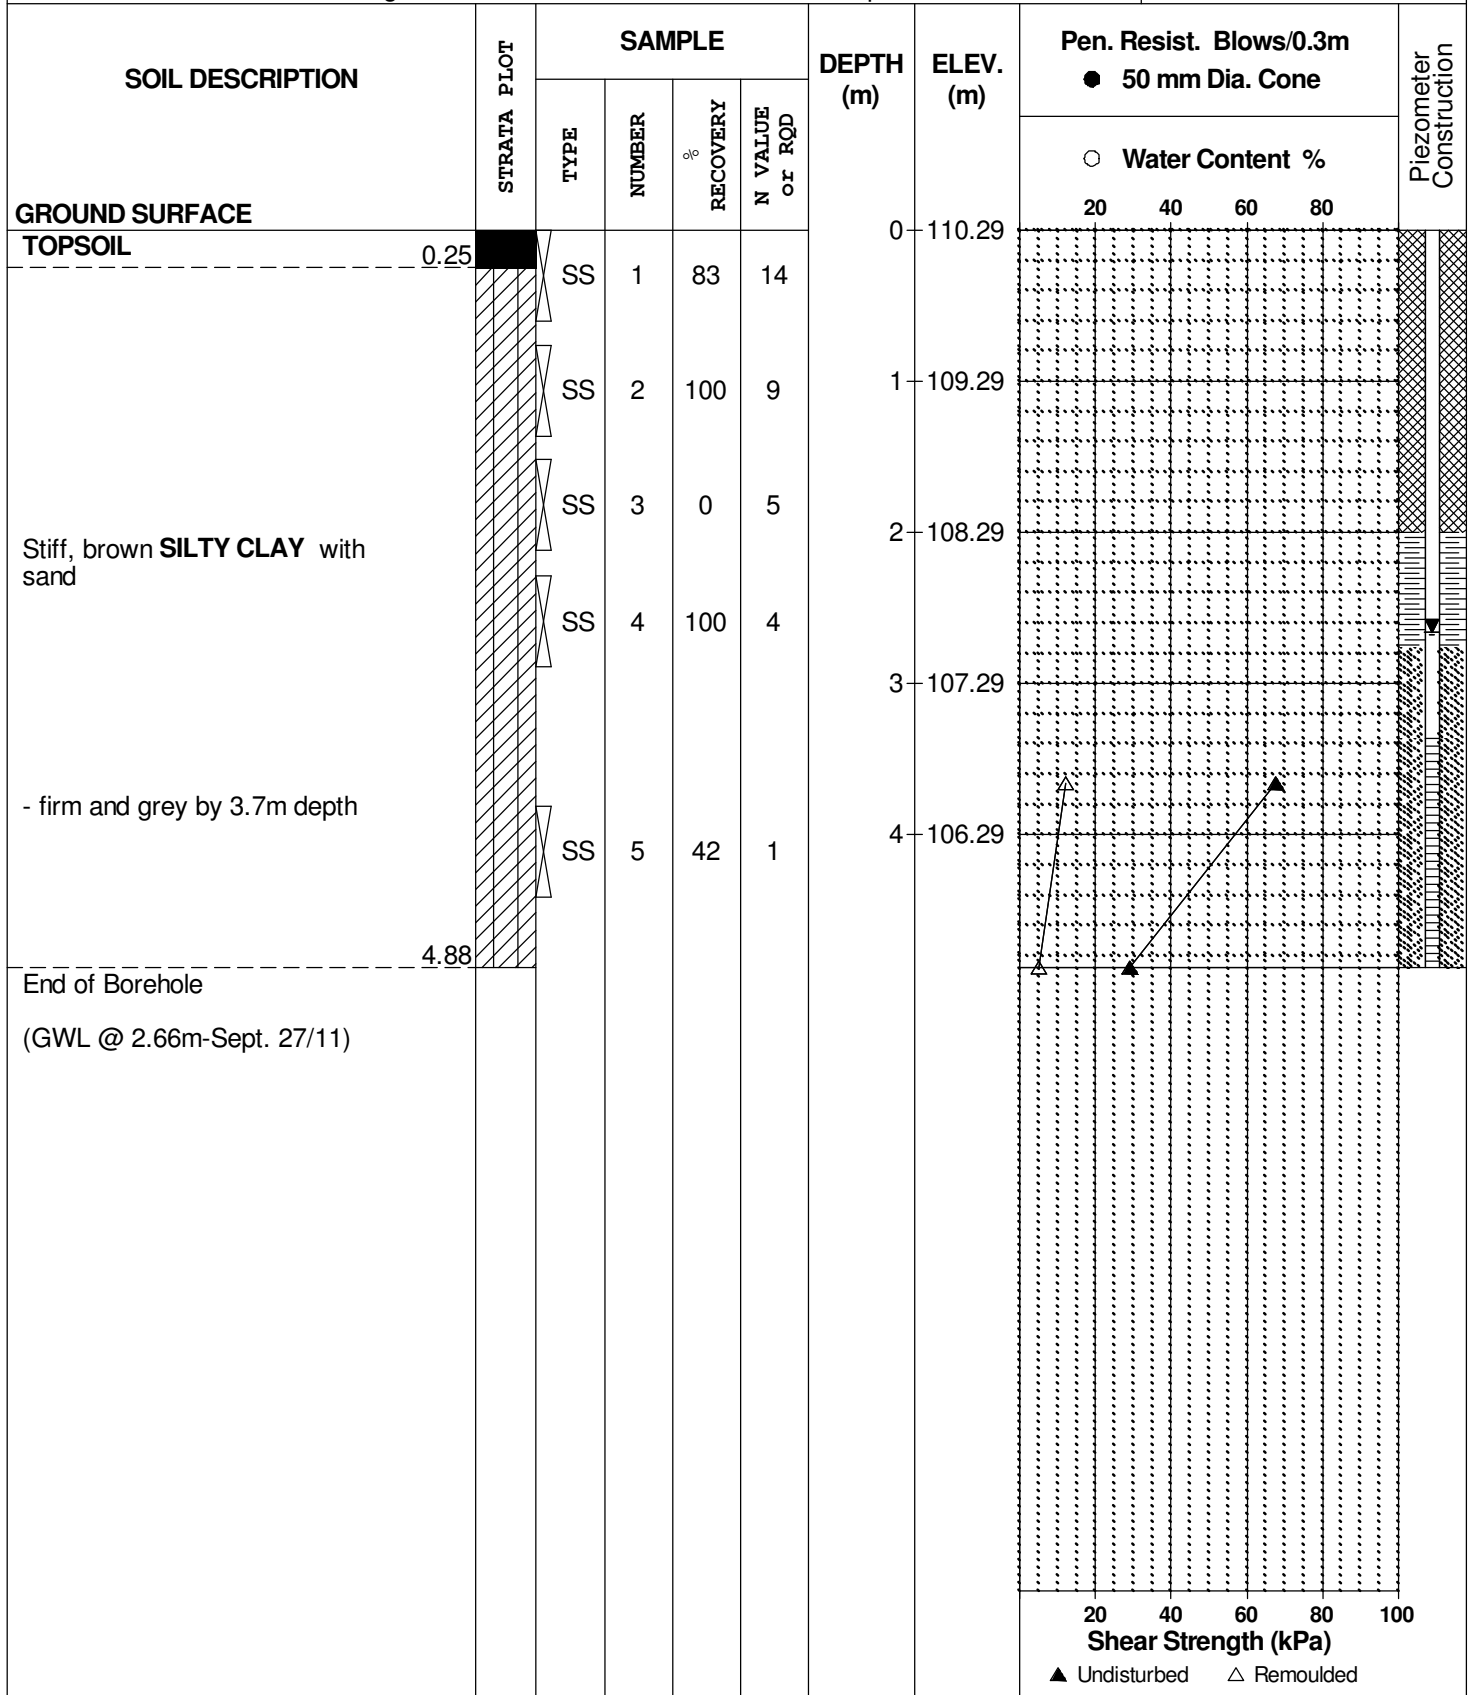 SOIL DESCRIPTION
GROUND SURFACE
STRATA PLOT
SAMPLE
TYPE
NUMBER
%
RECOVERY
N VALUE
or RQD
DEPTH
(m)
ELEV.
(m)
Pen. Resist. Blows/0.3m
● 50 mm Dia. Cone
○ Water Content %
20 40 60 80
Piezometer
Construction
TOPSOIL
0.25
SS 1 83 14
SS 2 100 9
SS 3 0 5
SS 4 100 4
SS 5 42 1
0 110.29
1 109.29
2 108.29
3 107.29
4 106.29
Stiff, brown SILTY CLAY with
sand
- firm and grey by 3.7m depth
4.88
End of Borehole
(GWL @ 2.66m-Sept. 27/11)
20 40 60 80 100
Shear Strength (kPa)
▲ Undisturbed △ Remoulded